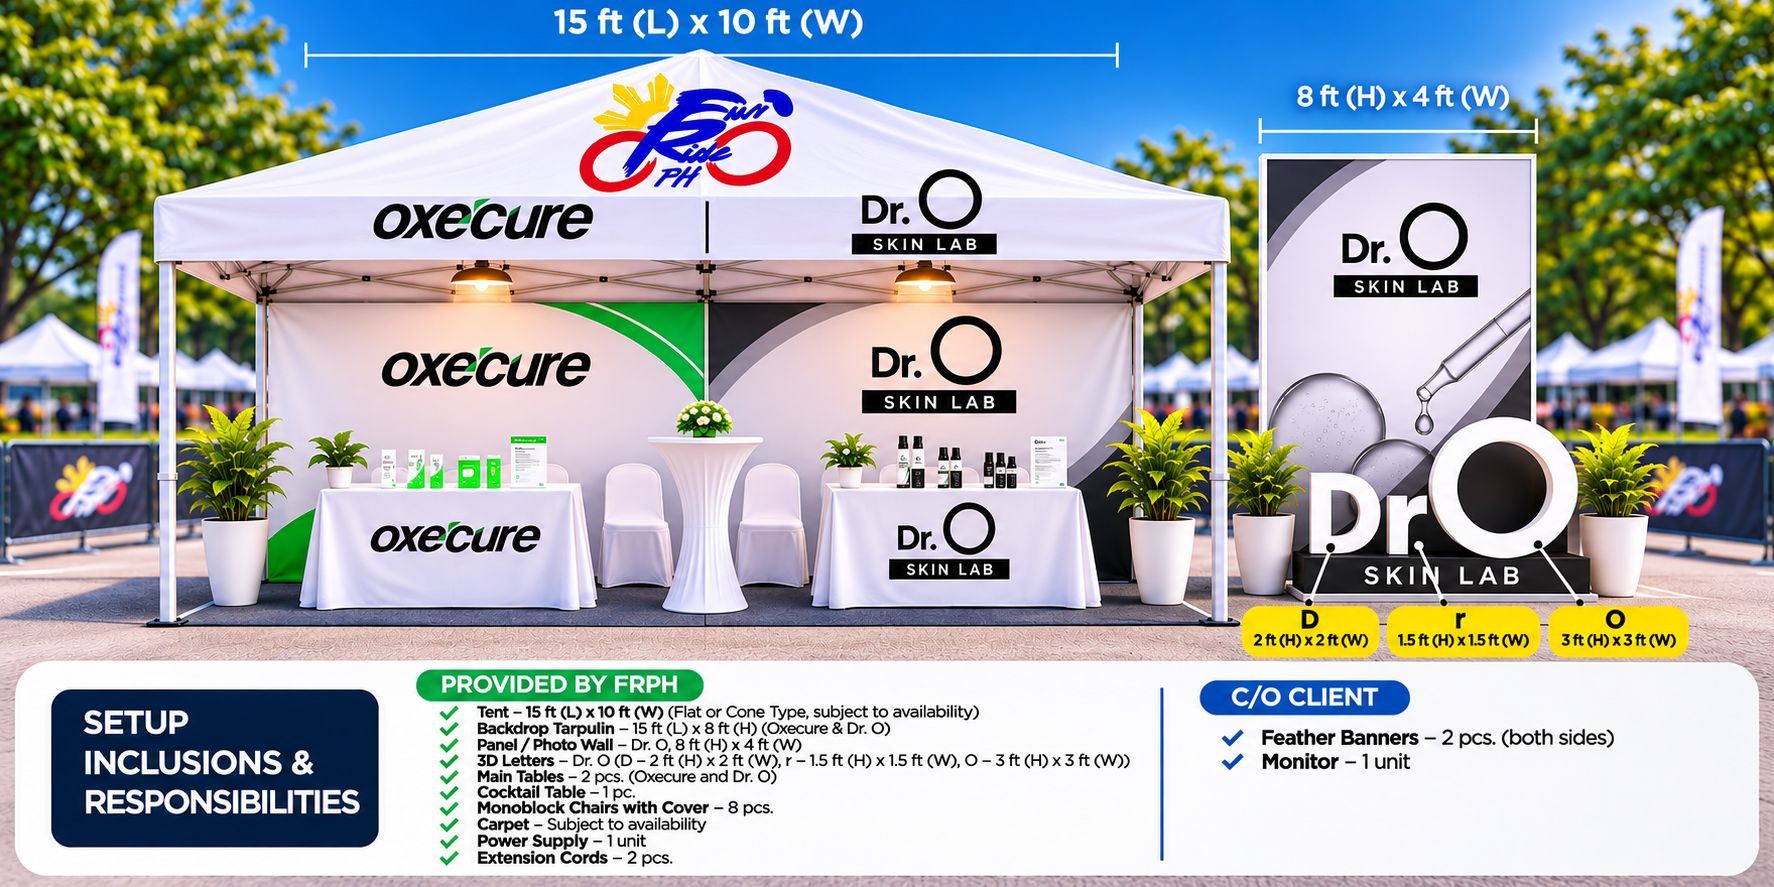 15 ft (L) x 10 ft (W)
8 ft (H) x 4 ft (W)
Fun
Ride
PH
oxecure
Dr. O
SKIN LAB
Dr. O
SKIN LAB
oxecure
Dr. O
SKIN LAB
oxecure
Dr. O
SKIN LAB
Dr. O
SKIN LAB
D
2 ft (H) x 2 ft (W)
r
1.5 ft (H) x 1.5 ft (W)
O
3 ft (H) x 3 ft (W)
SETUP
INCLUSIONS &
RESPONSIBILITIES
PROVIDED BY FRPH
Tent – 15 ft (L) x 10 ft (W) (Flat or Cone Type, subject to availability)
Backdrop Tarpulin – 15 ft (L) x 8 ft (H) (Oxecure & Dr. O)
Panel / Photo Wall – Dr. O, 8 ft (H) x 4 ft (W)
3D Letters – Dr. O (D – 2 ft (H) x 2 ft (W), r – 1.5 ft (H) x 1.5 ft (W), O – 3 ft (H) x 3 ft (W))
Main Tables – 2 pcs. (Oxecure and Dr. O)
Cocktail Table – 1 pc.
Monoblock Chairs with Cover – 8 pcs.
Carpet – Subject to availability
Power Supply – 1 unit
Extension Cords – 2 pcs.
C/O CLIENT
Feather Banners – 2 pcs. (both sides)
Monitor – 1 unit